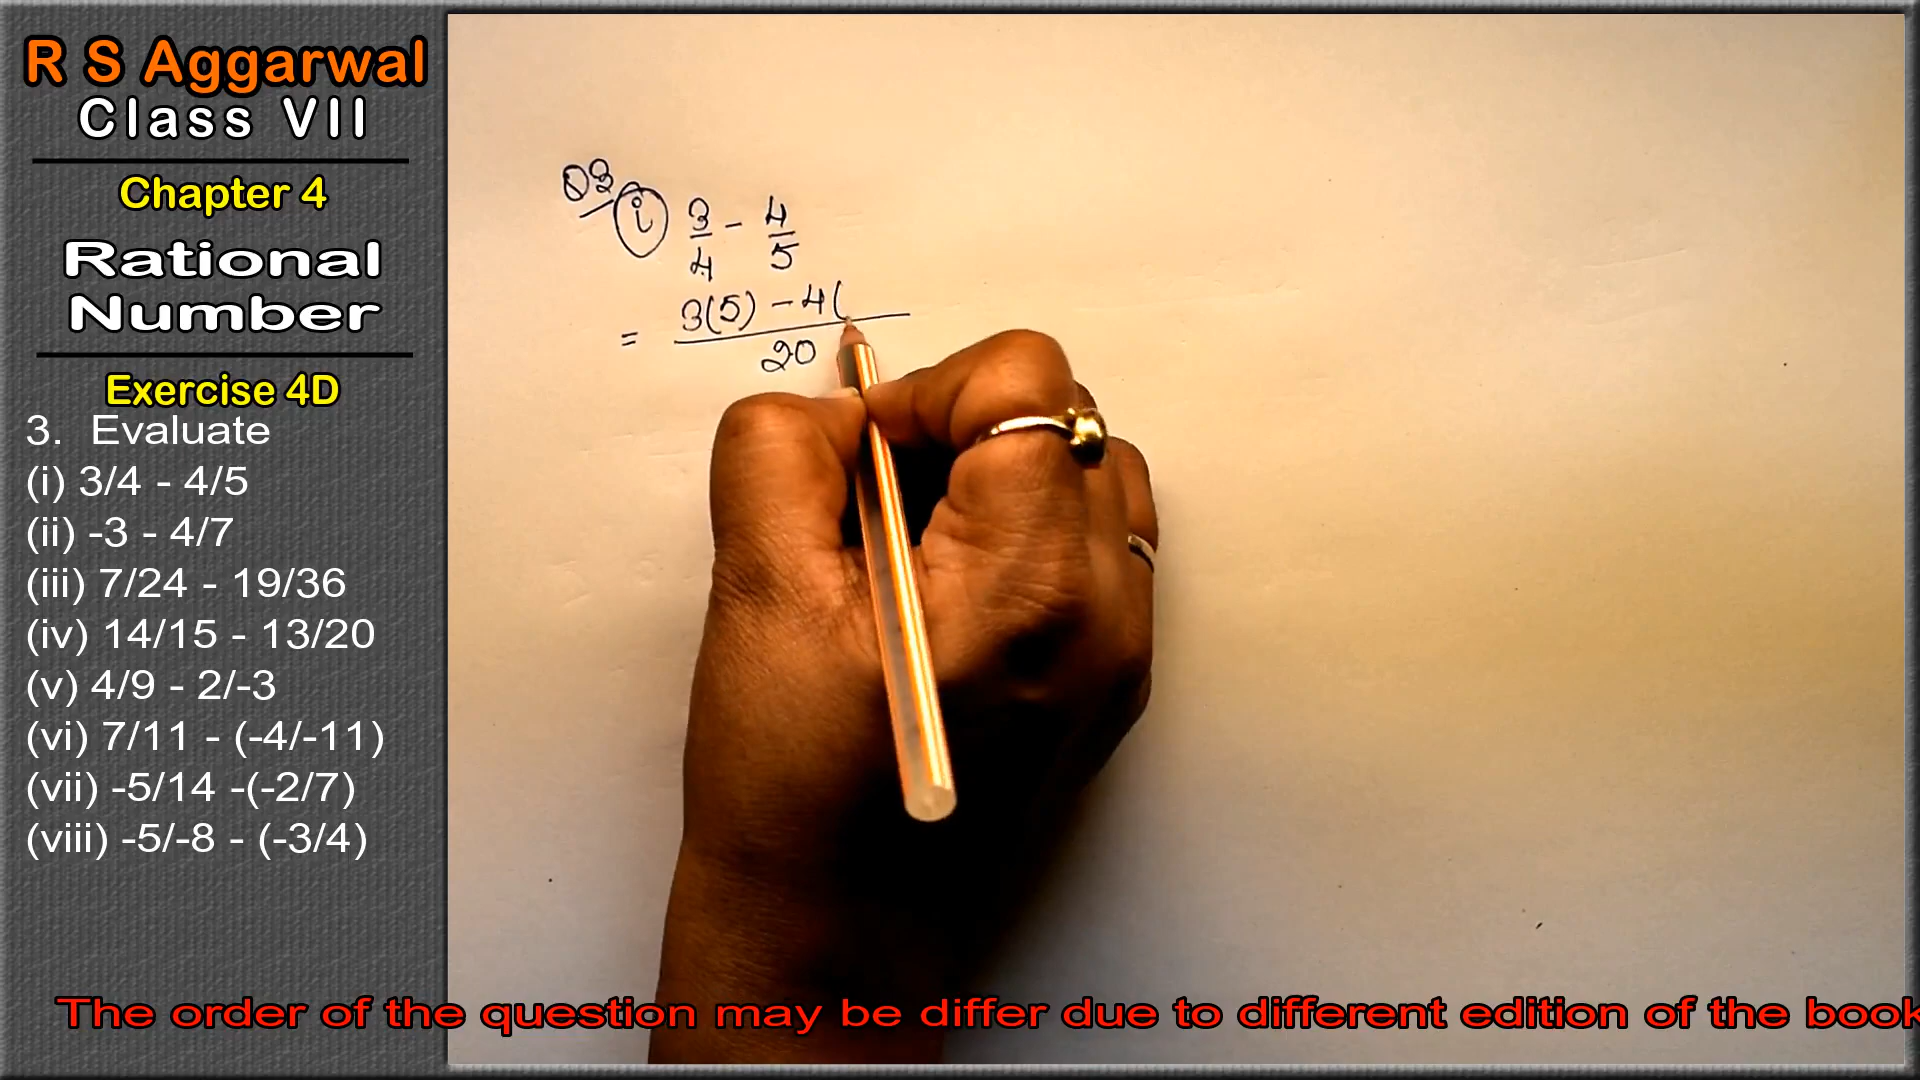 R S Aggarwal
Class VII
Chapter 4
Rational
Number
Exercise 4D
3. Evaluate
(i) 3/4 - 4/5
(ii) -3 - 4/7
(iii) 7/24 - 19/36
(iv) 14/15 - 13/20
(v) 4/9 - 2/-3
(vi) 7/11 - (-4/-11)
(vii) -5/14 -(-2/7)
(viii) -5/-8 - (-3/4)
Q3
(i) 3/4 - 4/5
= 3(5) - 4(
20
The order of the question may be differ due to different edition of the book